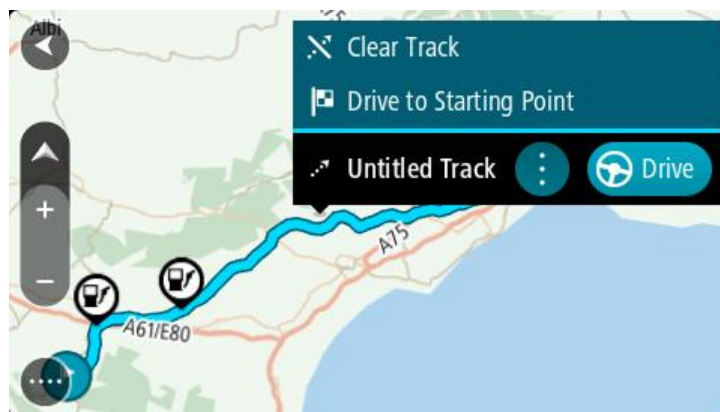 Albi
Clear Track
Drive to Starting Point
Untitled Track
Drive
A75
A61/E80